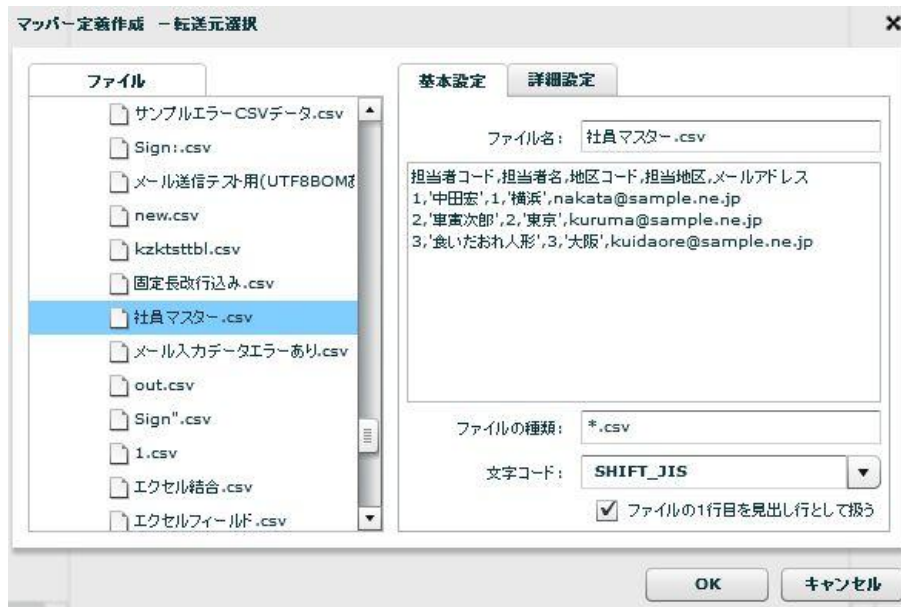 マッパー定義作成 －転送元選択
ファイル
サンプルエラーCSVデータ.csv
Sign:.csv
メール送信テスト用(UTF8BOMあ
new.csv
kzktsttbl.csv
固定長改行込み.csv
社員マスター.csv
メール入力データエラーあり.csv
out.csv
Sign".csv
1.csv
エクセル結合.csv
エクセルフィールド.csv
基本設定
詳細設定
ファイル名: 社員マスター.csv
担当者コード,担当者名,地区コード,担当地区,メールアドレス
1,'中田宏',1,'横浜',nakata@sample.ne.jp
2,'車寅次郎',2,'東京',kuruma@sample.ne.jp
3,'食いだおれ人形',3,'大阪',kuidaore@sample.ne.jp
ファイルの種類: *.csv
文字コード: SHIFT_JIS
ファイルの1行目を見出し行として扱う
OK
キャンセル